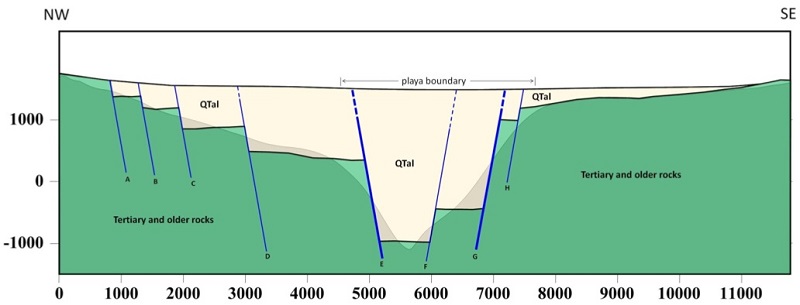 NW SE
playa boundary
QTal QTal
1000
QTal
A B C H
0 Tertiary and older rocks
Tertiary and older rocks
-1000
D E F G
0 1000 2000 3000 4000 5000 6000 7000 8000 9000 10000 11000